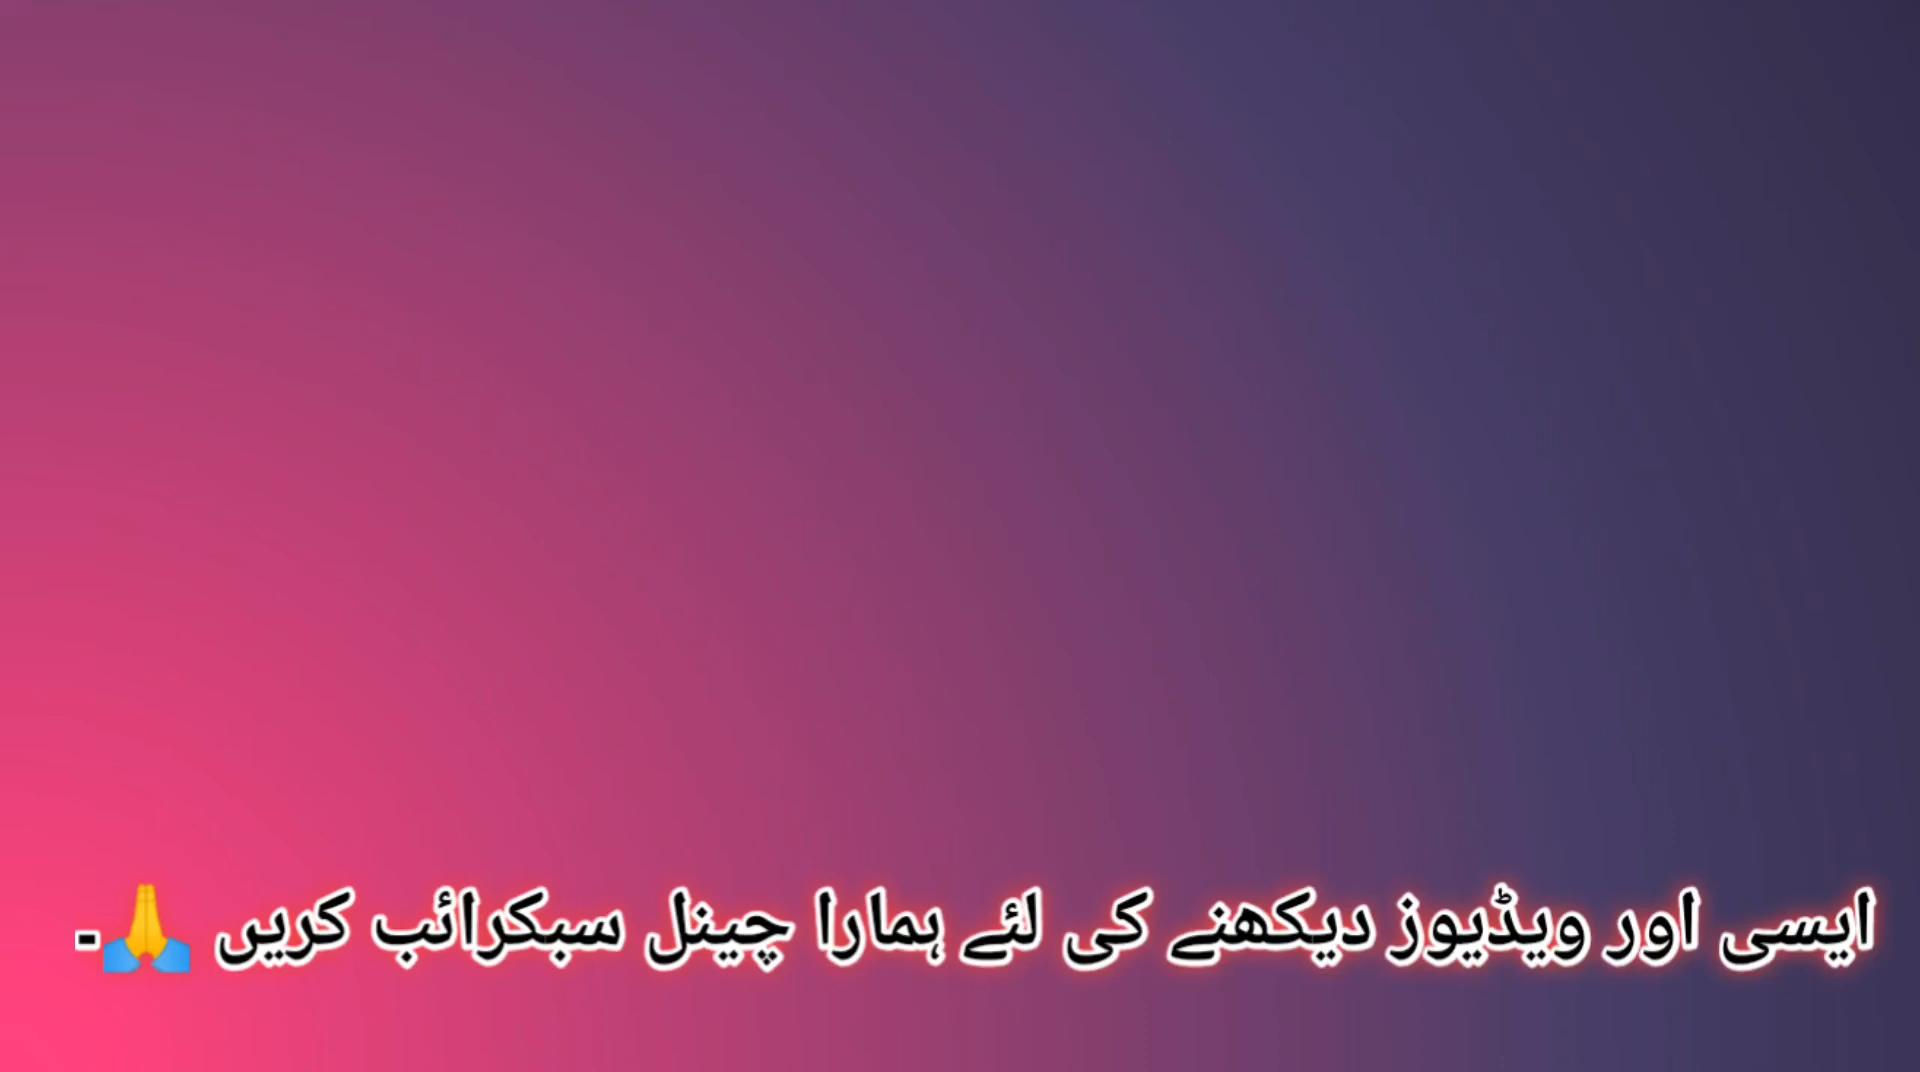 ایسی اور ویڈیوز دیکھنے کی لئے ہمارا چینل سبکرائب کریں 🙏-